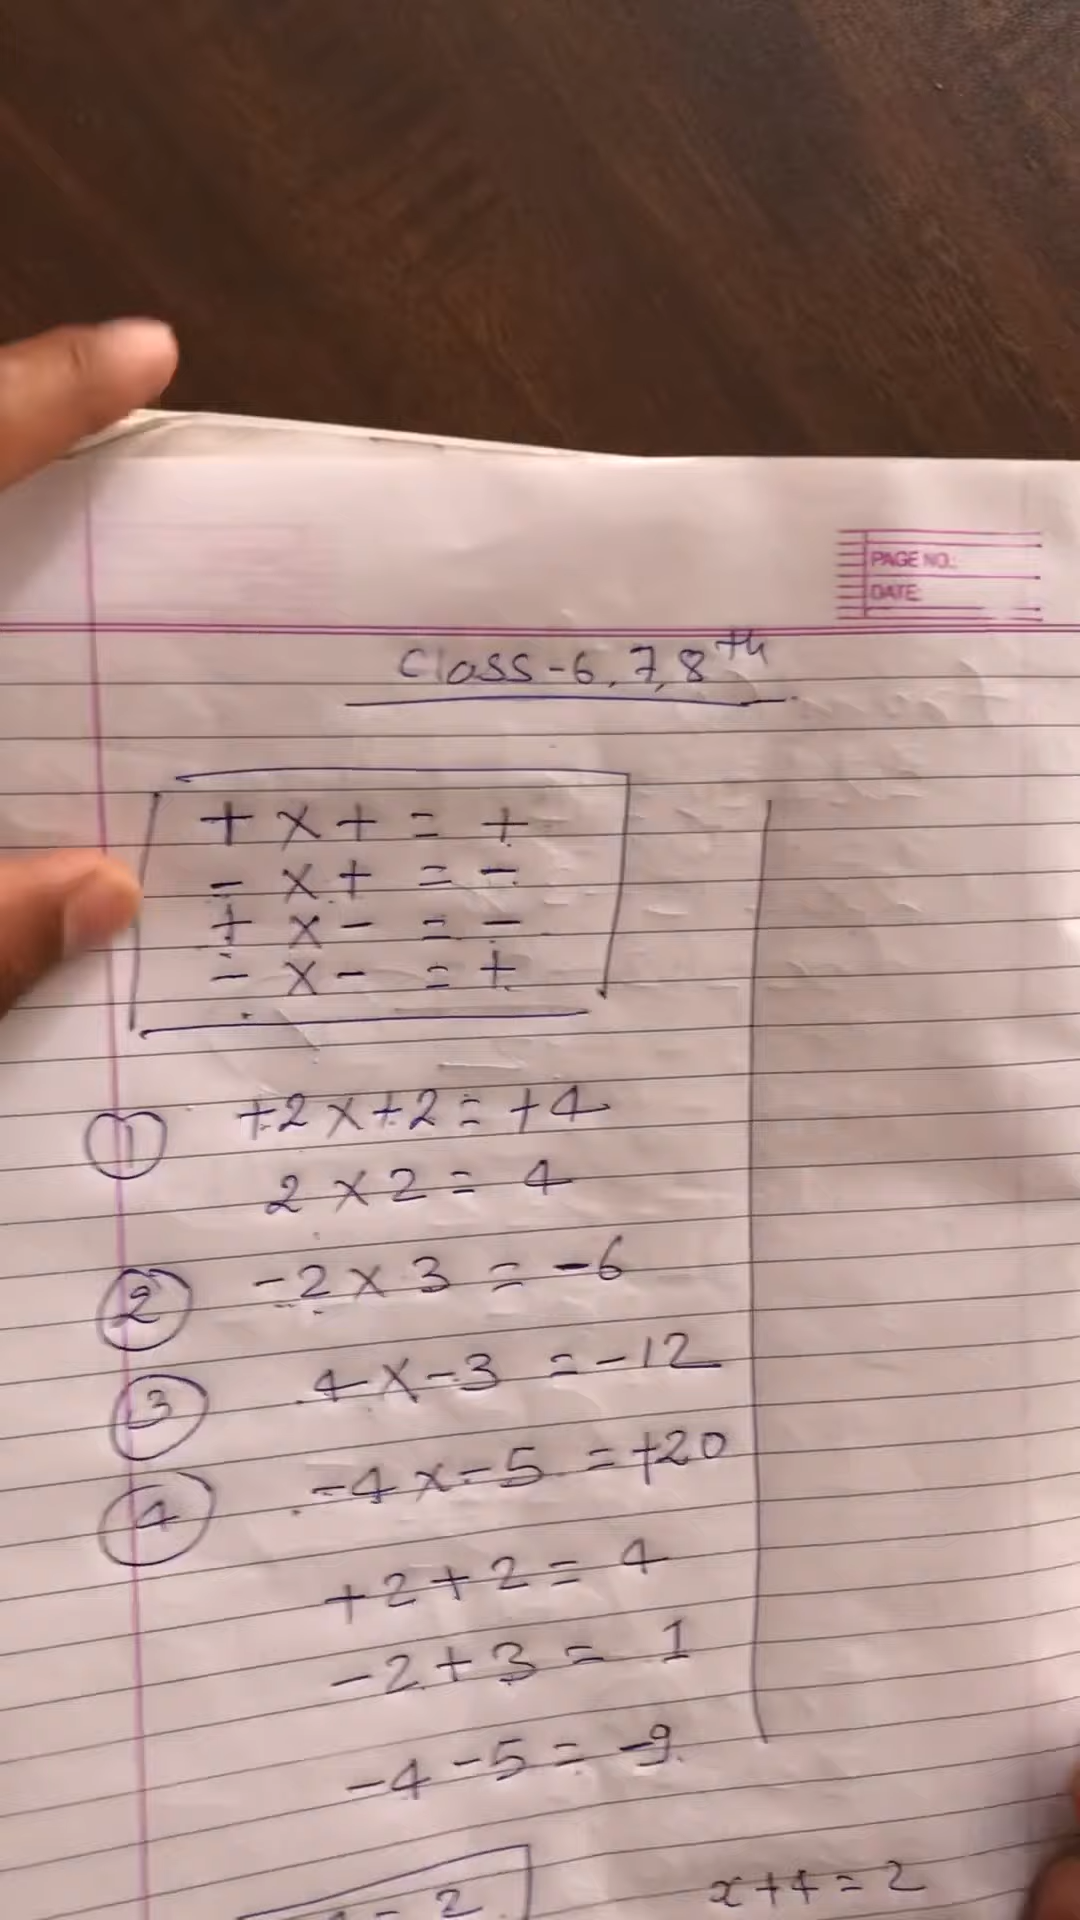 PAGE NO.:
DATE:
Class-6,7,8th
+ x + = +
- x + = -
+ x - = -
- x - = +
1 +2x+2=+4
2 x 2 = 4
2 -2 x 3 = -6
3 4 x-3 = -12
4 -4 x-5 = +20
+2+2= 4
-2+3 = 1
-4-5= -9
= 2
x+4=2